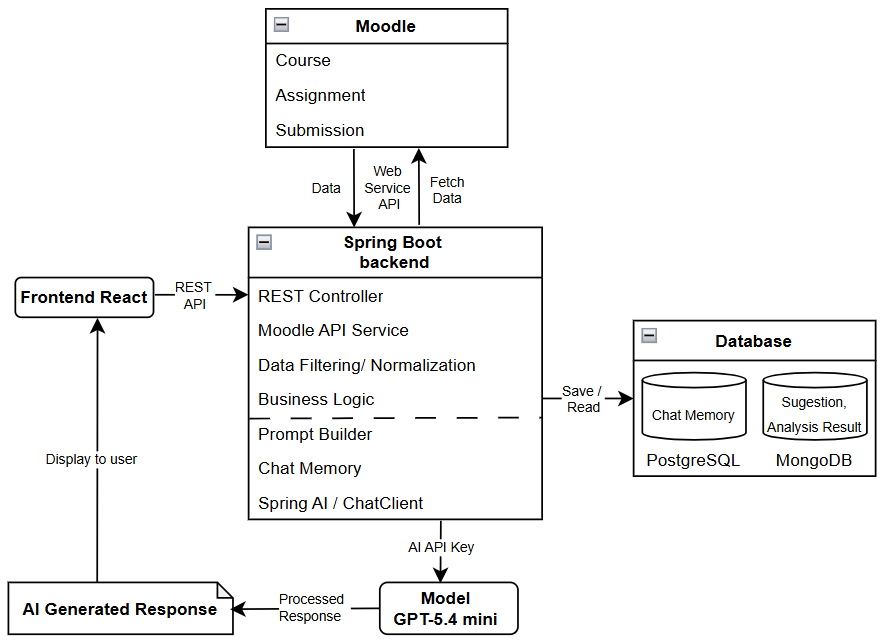 Moodle
Course
Assignment
Submission
Data
Web
Service
API
Fetch
Data
Spring Boot
backend
REST Controller
Moodle API Service
Data Filtering/ Normalization
Business Logic
Prompt Builder
Chat Memory
Spring AI / ChatClient
Frontend React
REST
API
Save /
Read
Database
Chat Memory
PostgreSQL
Sugestion,
Analysis Result
MongoDB
Display to user
AI API Key
Model
GPT-5.4 mini
Processed
Response
AI Generated Response